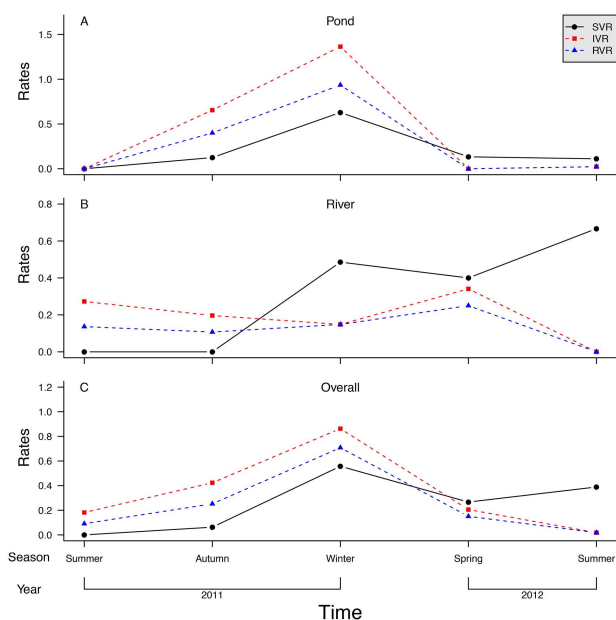 A
Pond
SVR
IVR
RVR
Rates
1.5
1.0
0.5
0.0
B
River
Rates
0.8
0.6
0.4
0.2
0.0
C
Overall
Rates
1.2
1.0
0.8
0.6
0.4
0.2
0.0
Season
Summer
Autumn
Winter
Spring
Summer
Year
2011
2012
Time